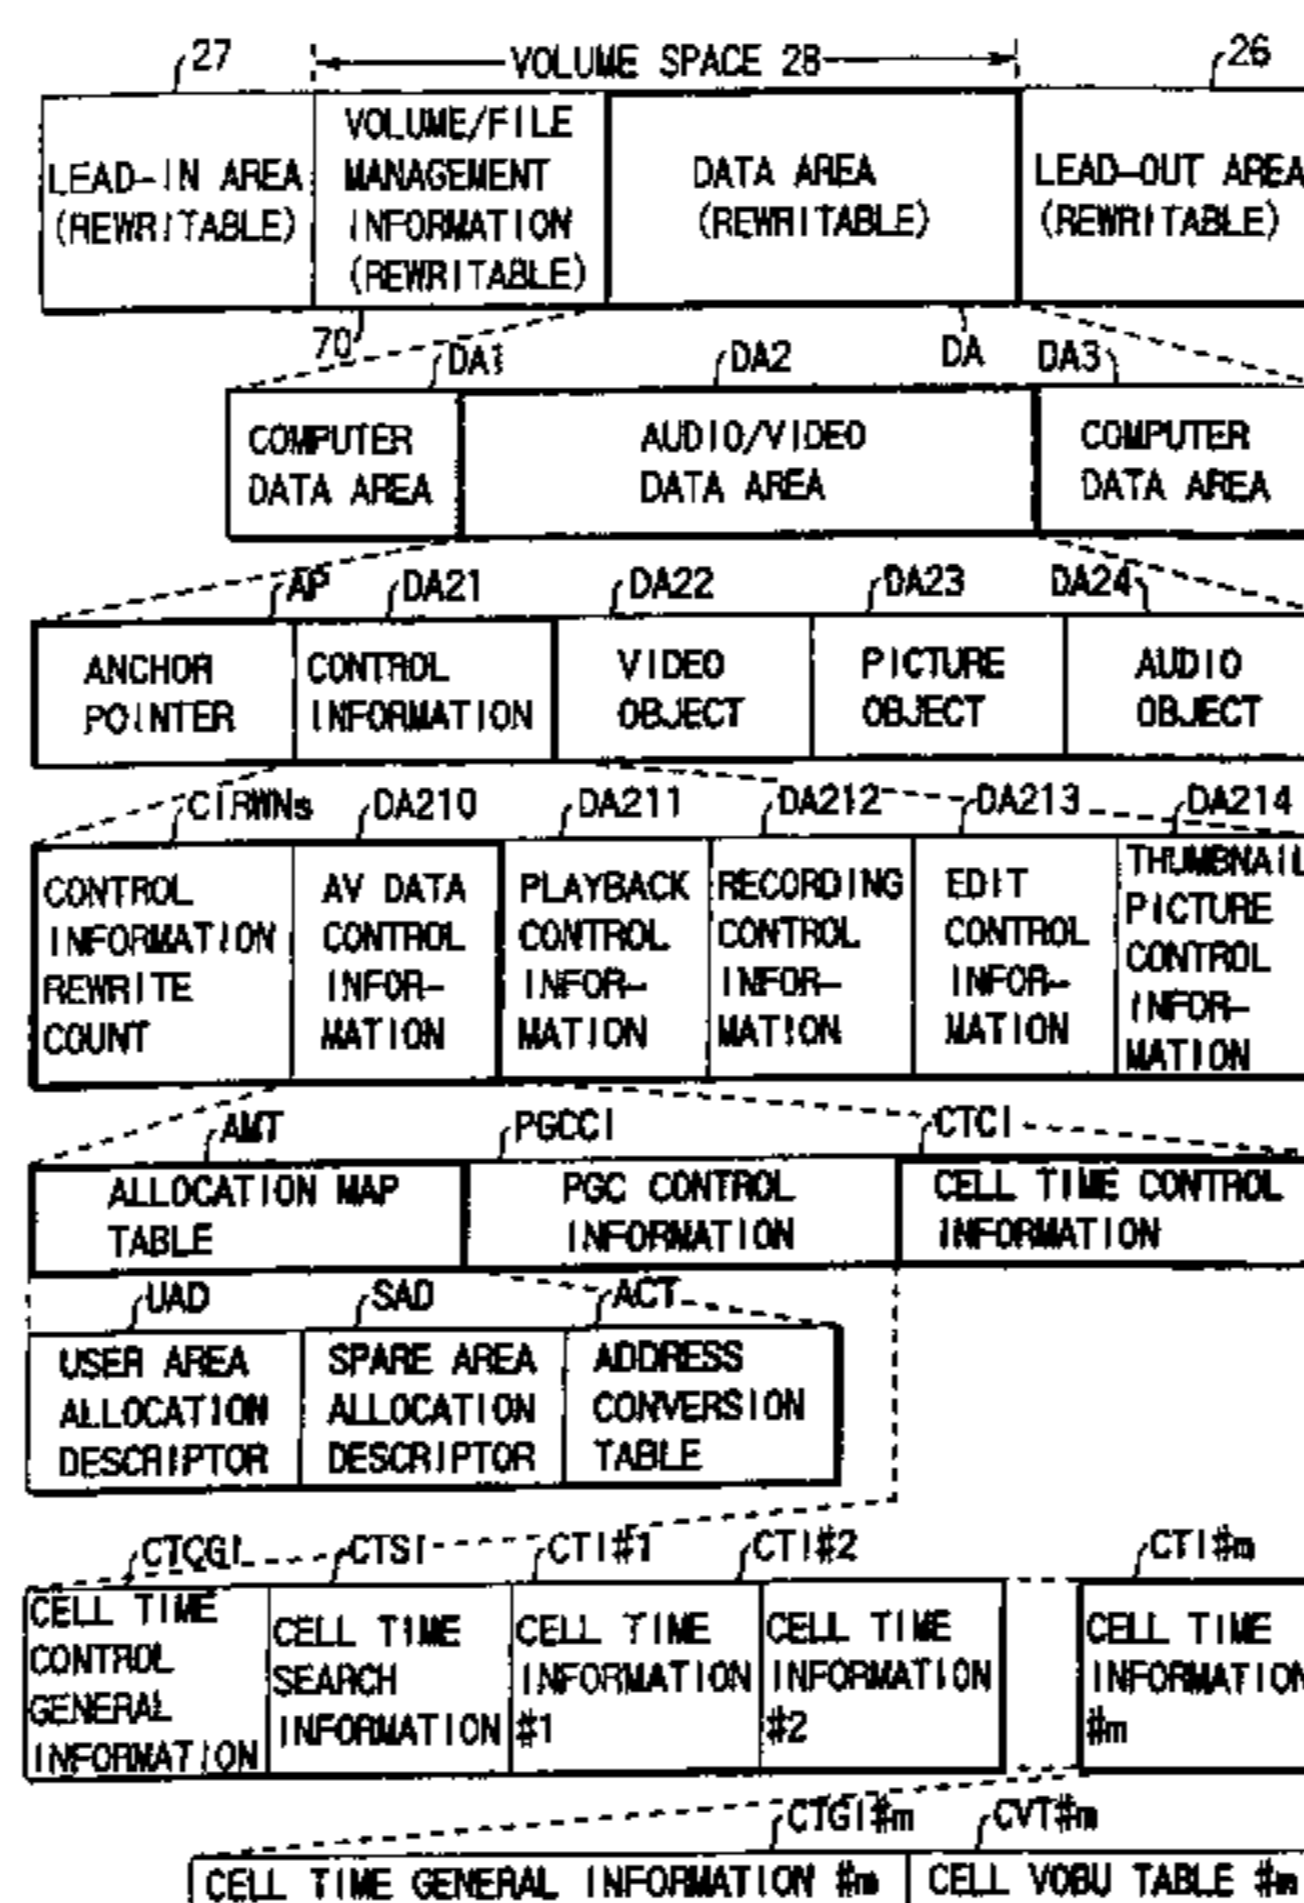 27
VOLUME SPACE 28
26
LEAD-IN AREA
(REWRITABLE)
VOLUME/FILE
MANAGEMENT
INFORMATION
(REWRITABLE)
DATA AREA
(REWRITABLE)
LEAD-OUT AREA
(REWRITABLE)
70
DA1
DA2
DA
DA3
COMPUTER
DATA AREA
AUDIO/VIDEO
DATA AREA
COMPUTER
DATA AREA
AP
DA21
DA22
DA23
DA24
ANCHOR
POINTER
CONTROL
INFORMATION
VIDEO
OBJECT
PICTURE
OBJECT
AUDIO
OBJECT
CIRWNs
DA210
DA211
DA212
DA213
DA214
CONTROL
INFORMATION
REWRITE
COUNT
AV DATA
CONTROL
INFOR-
MATION
PLAYBACK
CONTROL
INFOR-
MATION
RECORDING
CONTROL
INFOR-
MATION
EDIT
CONTROL
INFOR-
MATION
THUMBNAIL
PICTURE
CONTROL
INFOR-
MATION
AMT
PGCCI
CTCI
ALLOCATION MAP
TABLE
PGC CONTROL
INFORMATION
CELL TIME CONTROL
INFORMATION
UAD
SAD
ACT
USER AREA
ALLOCATION
DESCRIPTOR
SPARE AREA
ALLOCATION
DESCRIPTOR
ADDRESS
CONVERSION
TABLE
CTCGI
CTSI
CTI#1
CTI#2
CTI#m
CELL TIME
CONTROL
GENERAL
INFORMATION
CELL TIME
SEARCH
INFORMATION
CELL TIME
INFORMATION
#1
CELL TIME
INFORMATION
#2
CELL TIME
INFORMATION
#m
CTGI#m
CVT#m
CELL TIME GENERAL INFORMATION #m
CELL VOBU TABLE #m